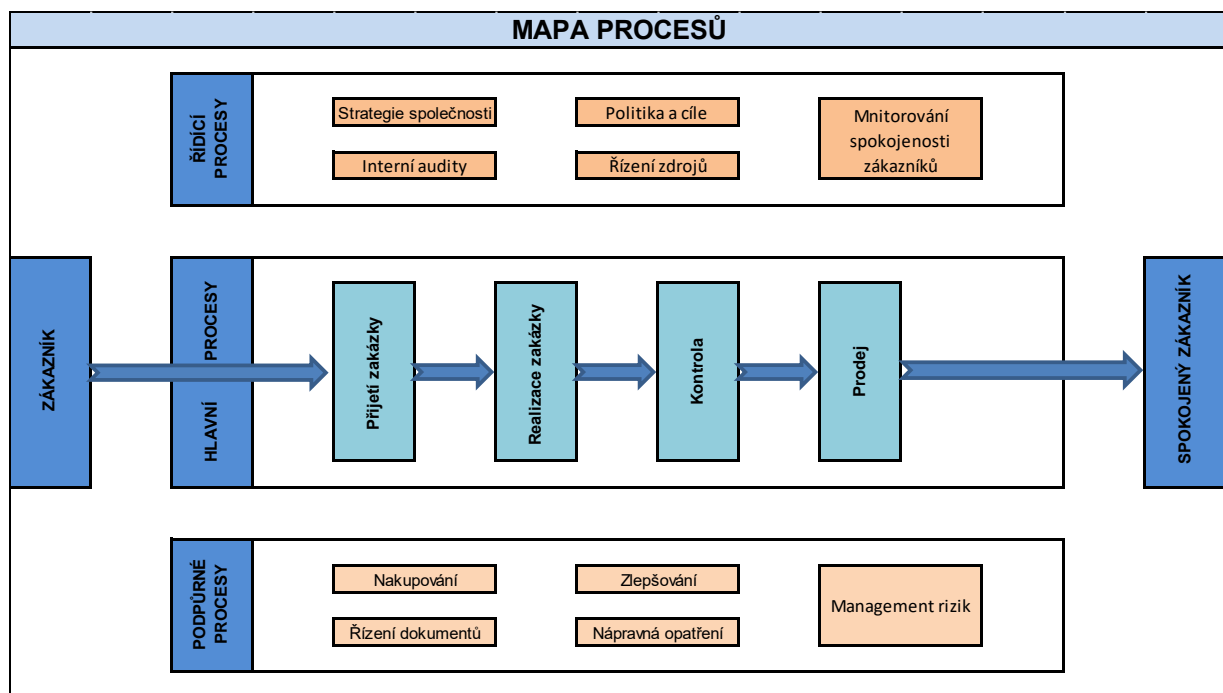 MAPA PROCESŮ
ŘÍDÍCÍ
PROCESY
Strategie společnosti
Politika a cíle
Mnitorování
spokojenosti
zákazníků
Interní audity
Řízení zdrojů
ZÁKAZNÍK
HLAVNÍ PROCESY
Přijetí zakázky
Realizace zakázky
Kontrola
Prodej
SPOKOJENÝ ZÁKAZNÍK
PODPŮRNÉ
PROCESY
Nakupování
Zlepšování
Management rizik
Řízení dokumentů
Nápravná opatření